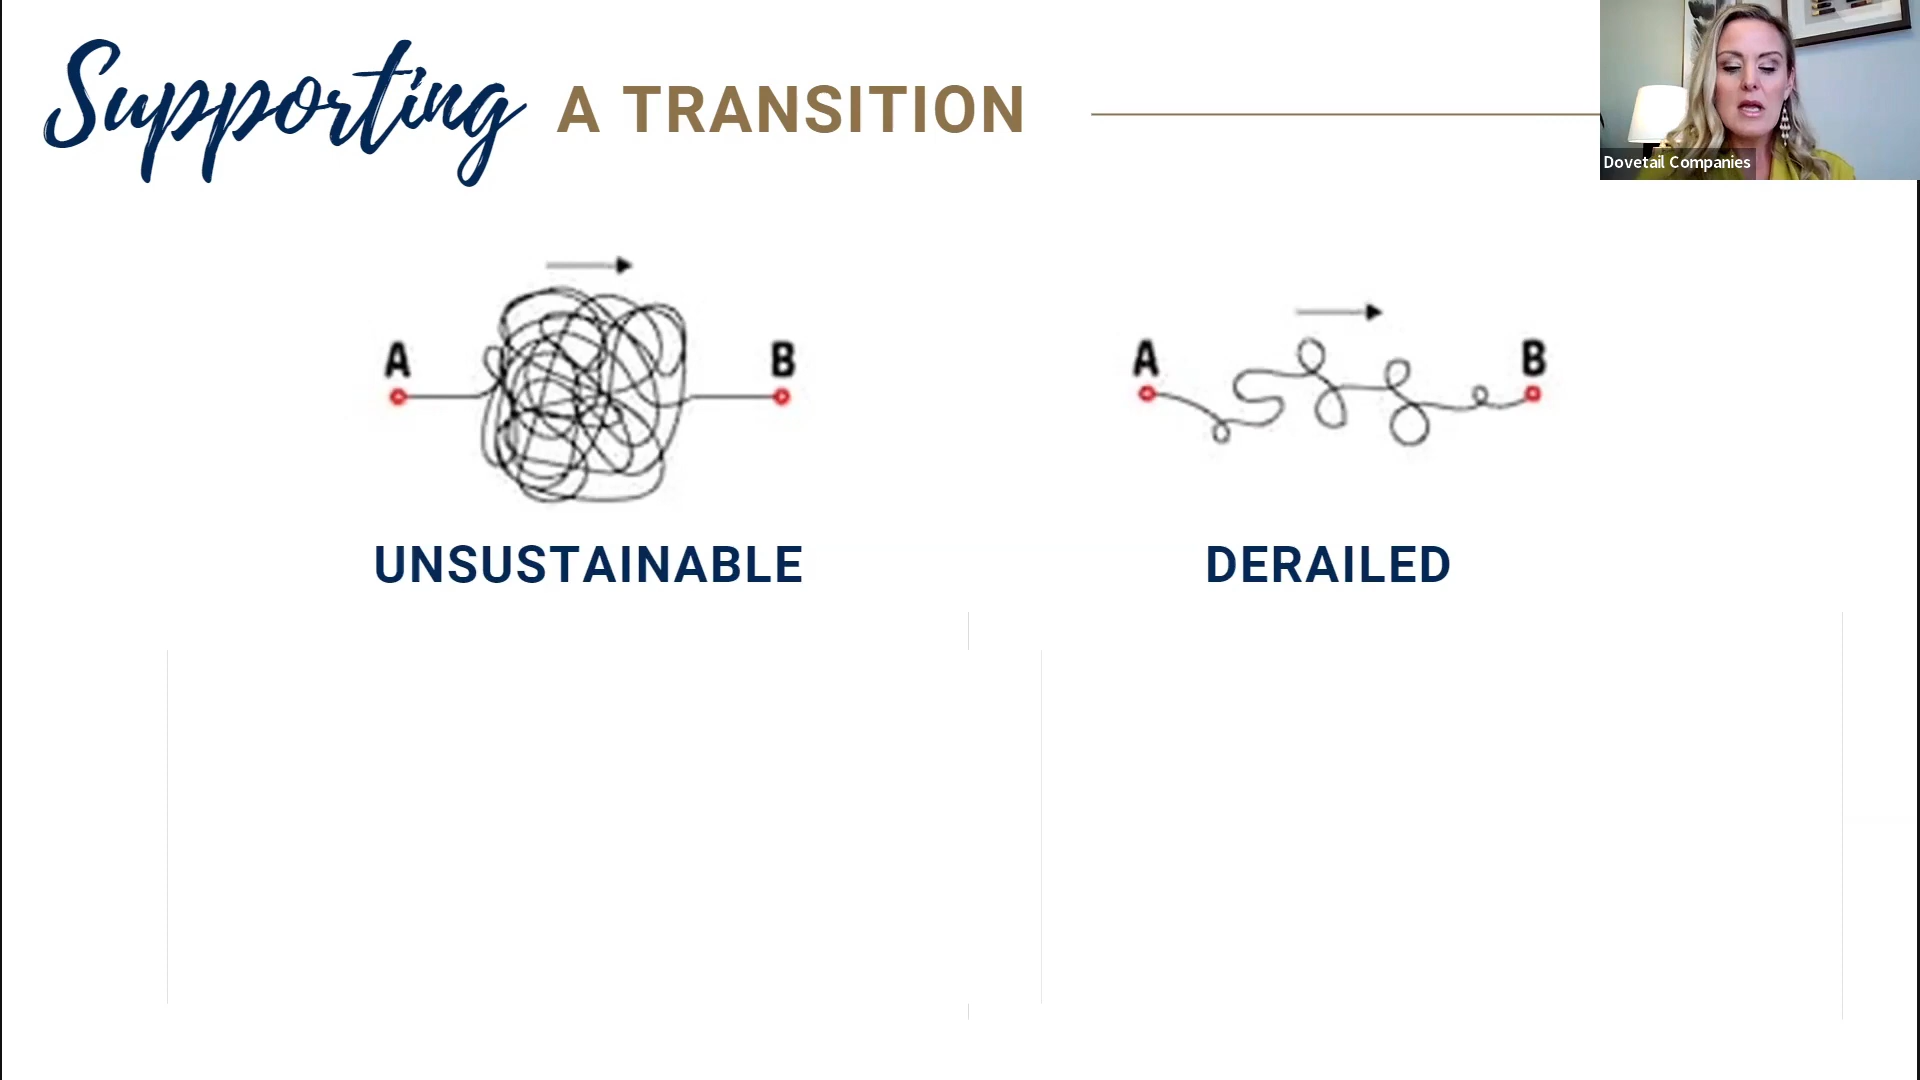 Supporting A TRANSITION
Dovetail Companies
A B
A B
UNSUSTAINABLE
DERAILED